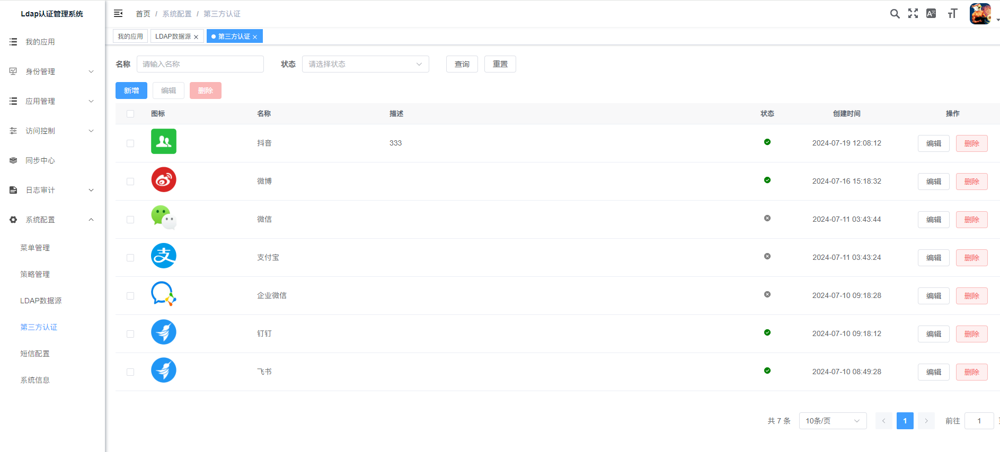 Ldap认证管理系统
首页 / 系统配置 / 第三方认证
我的应用
LDAP数据源
第三方认证
我的应用
身份管理
应用管理
访问控制
同步中心
日志审计
系统配置
菜单管理
策略管理
LDAP数据源
第三方认证
短信配置
系统信息
名称 请输入名称 状态 请选择状态 查询 重置
新增 编辑 删除
图标 名称 描述 状态 创建时间 操作
抖音 333 2024-07-19 12:08:12 编辑 删除
微博 2024-07-16 15:18:32 编辑 删除
微信 2024-07-11 03:43:44 编辑 删除
支付宝 2024-07-11 03:43:24 编辑 删除
企业微信 2024-07-10 09:18:28 编辑 删除
钉钉 2024-07-10 09:18:12 编辑 删除
飞书 2024-07-10 08:49:28 编辑 删除
共 7 条 10条/页 1 前往 1